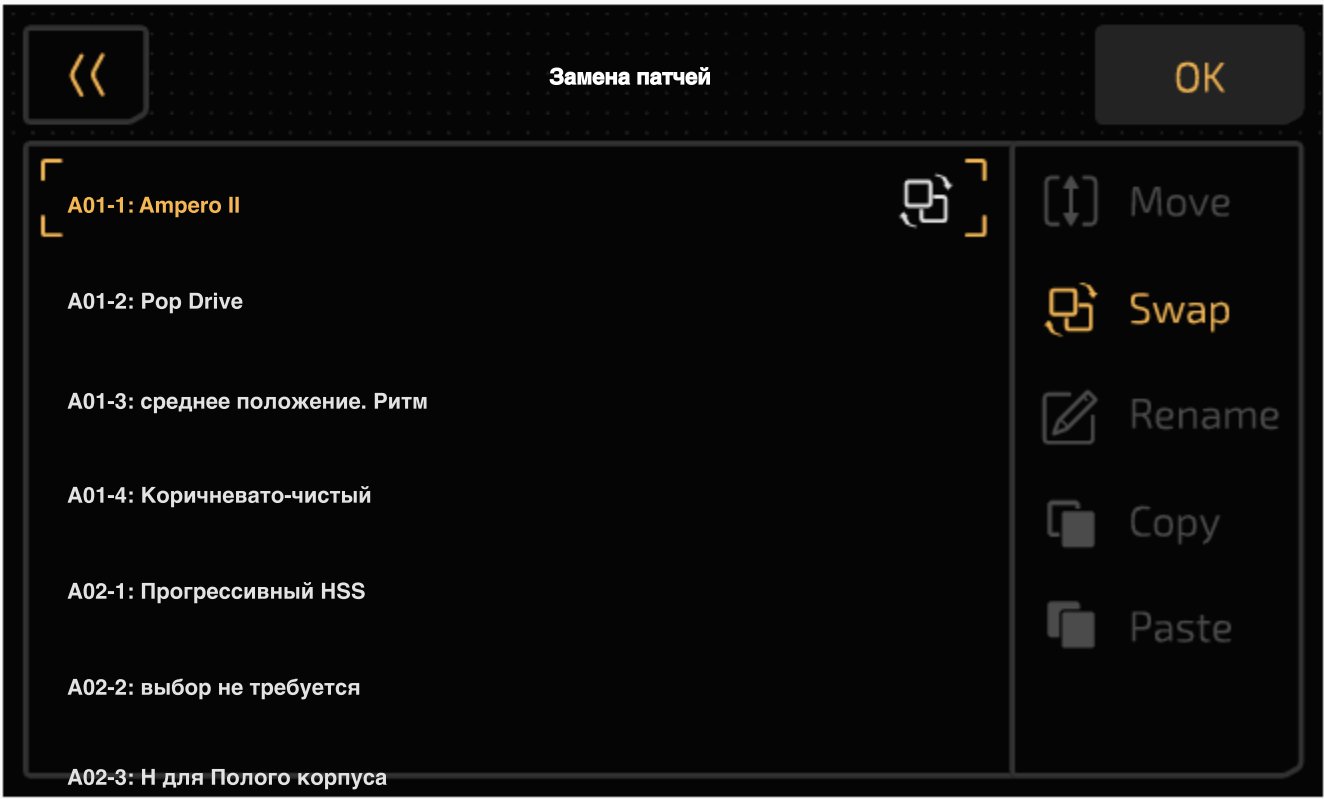 Замена патчей
OK
A01-1: Ampero II
A01-2: Pop Drive
A01-3: среднее положение. Ритм
A01-4: Коричневато-чистый
A02-1: Прогрессивный HSS
A02-2: выбор не требуется
A02-3: Н для Полого корпуса
Move
Swap
Rename
Copy
Paste